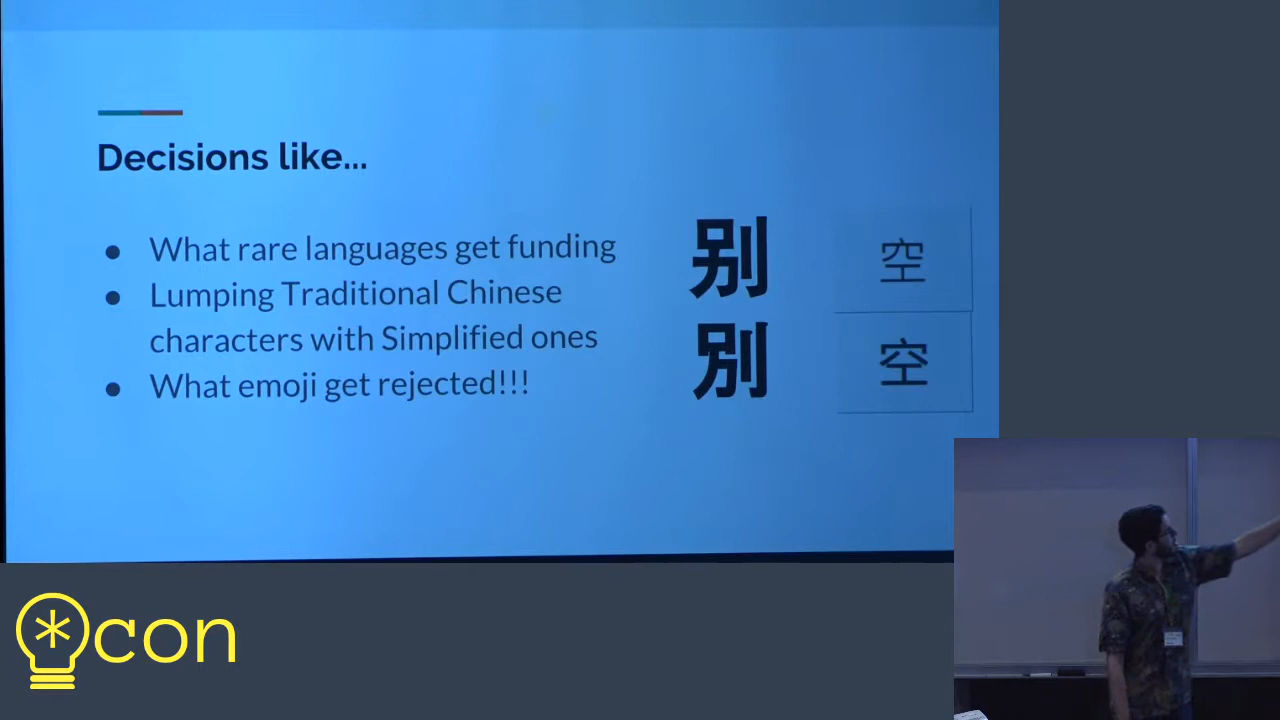 Decisions like...
● What rare languages get funding
● Lumping Traditional Chinese
characters with Simplified ones
● What emoji get rejected!!!
别
別
空
空
*con